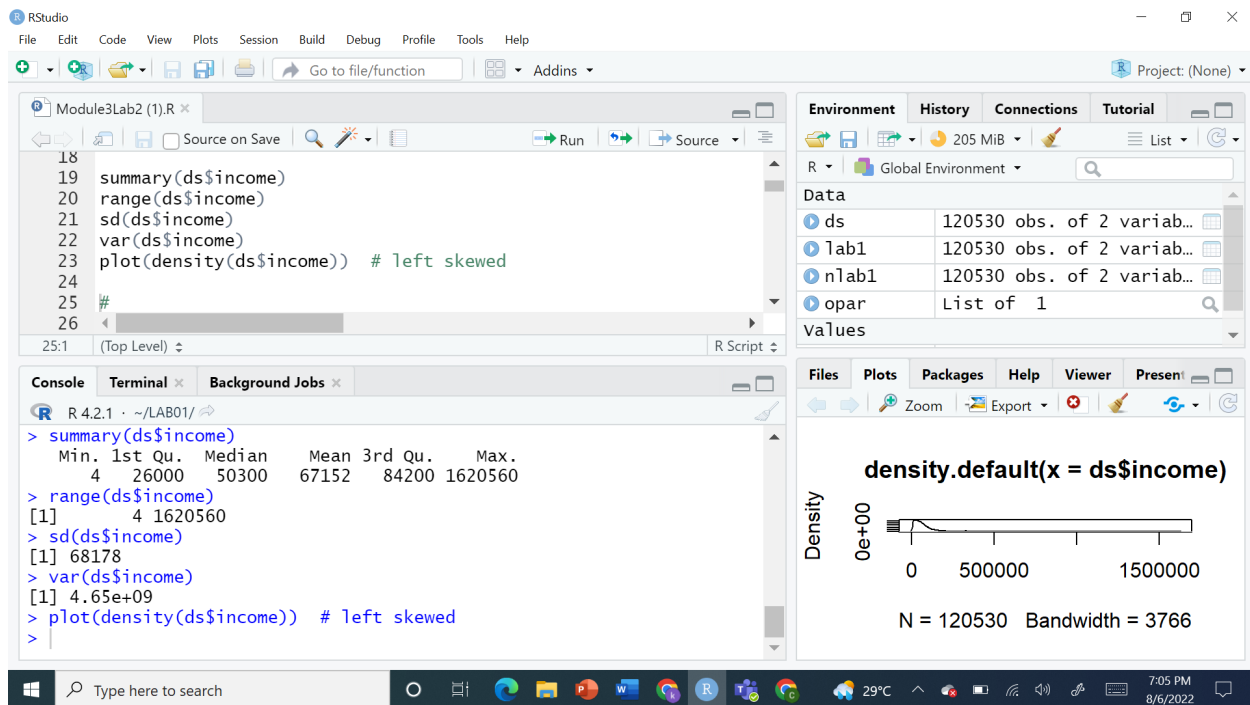 RStudio
File Edit Code View Plots Session Build Debug Profile Tools Help
Go to file/function Addins Project: (None)
Module3Lab2 (1).R
Source on Save Run Source
18
19 summary(ds$income)
20 range(ds$income)
21 sd(ds$income)
22 var(ds$income)
23 plot(density(ds$income))  # left skewed
24
25 #
26
25:1 (Top Level) R Script
Console Terminal Background Jobs
R 4.2.1 · ~/LAB01/
> summary(ds$income)
Min. 1st Qu. Median Mean 3rd Qu. Max.
4 26000 50300 67152 84200 1620560
> range(ds$income)
[1] 4 1620560
> sd(ds$income)
[1] 68178
> var(ds$income)
[1] 4.65e+09
> plot(density(ds$income))  # left skewed
>
Environment History Connections Tutorial
205 MiB List
R Global Environment
Data
ds 120530 obs. of 2 variab…
lab1 120530 obs. of 2 variab…
nlab1 120530 obs. of 2 variab…
opar List of 1
Values
Files Plots Packages Help Viewer Present
Zoom Export
density.default(x = ds$income)
Density
0e+00
0 500000 1500000
N = 120530 Bandwidth = 3766
Type here to search
29°C
7:05 PM
8/6/2022